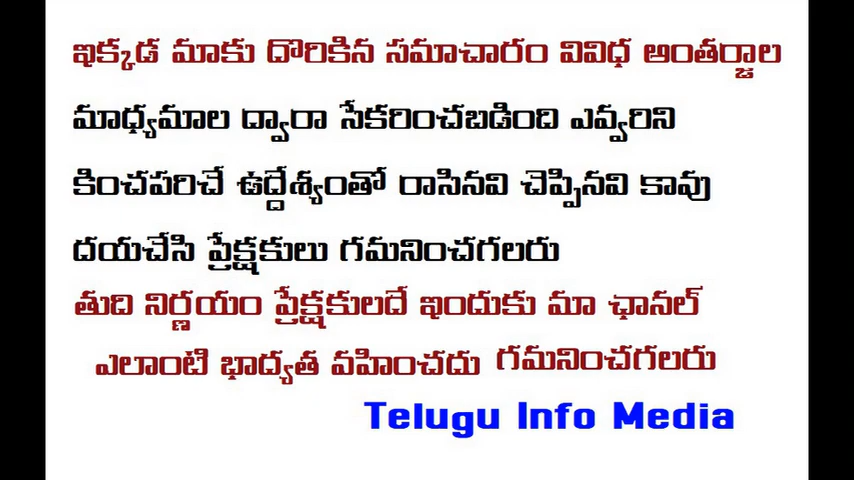 ఇక్కడ మాకు దొరికిన సమాచారం వివిధ అంతర్జాల
మాధ్యమాల ద్వారా సేకరించబడింది ఎవ్వరిని
కించపరిచే ఉద్దేశ్యంతో రాసినవి చెప్పినవి కావు
దయచేసి ప్రేక్షకులు గమనించగలరు
తుది నిర్ణయం ప్రేక్షకులదే ఇందుకు మా ఛానల్
ఎలాంటి భాద్యత వహించదు గమనించగలరు
Telugu Info Media